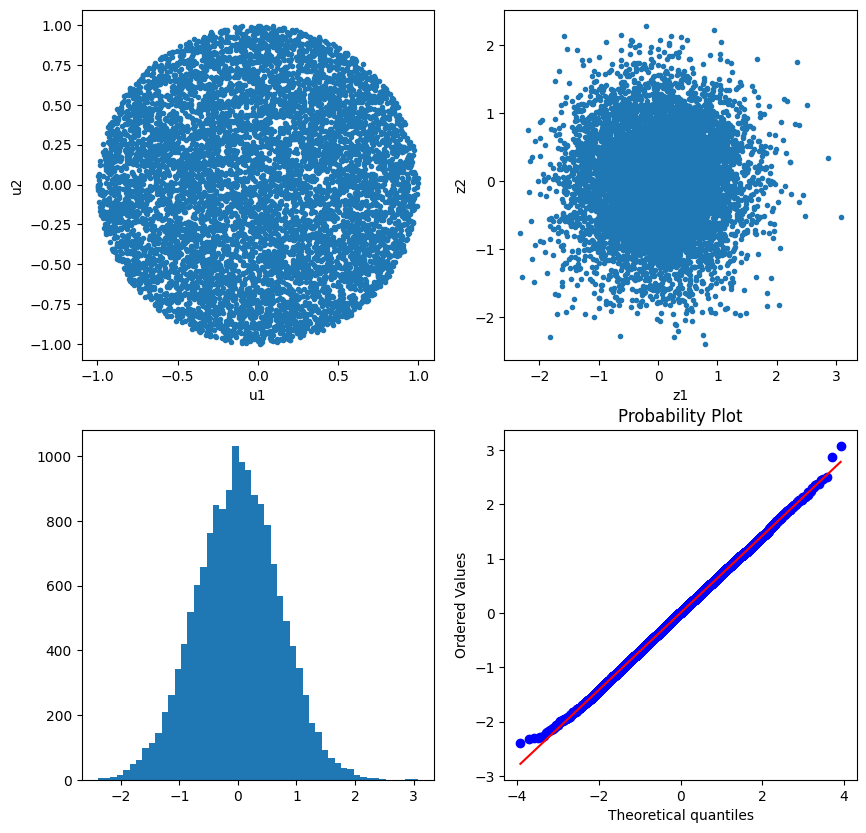 1.00
0.75
0.50
0.25
0.00
−0.25
−0.50
−0.75
−1.00
u2
−1.0 −0.5 0.0 0.5 1.0
u1
2
1
0
−1
−2
z2
−2 −1 0 1 2 3
z1
1000
800
600
400
200
0
−2 −1 0 1 2 3
Probability Plot
3
2
1
0
−1
−2
−3
Ordered Values
−4 −2 0 2 4
Theoretical quantiles